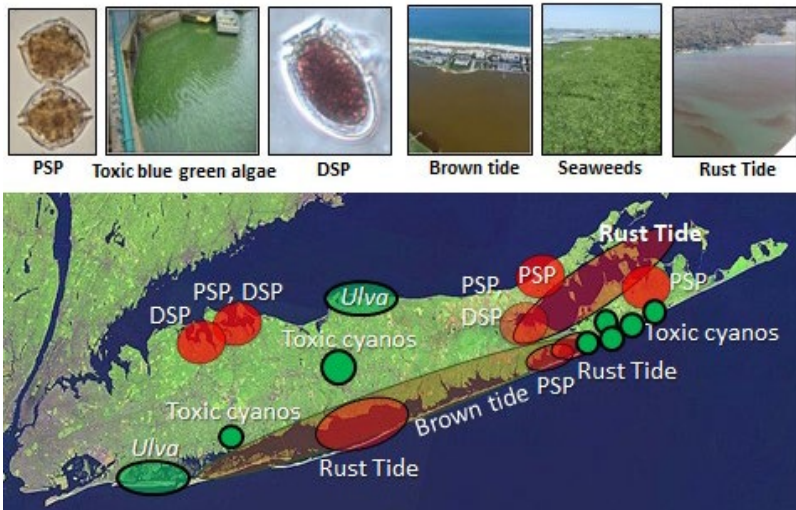 PSP
Toxic blue green algae
DSP
Brown tide
Seaweeds
Rust Tide
Rust Tide
PSP
PSP
PSP
PSP, DSP
Ulva
DSP
DSP
Toxic cyanos
Toxic cyanos
Rust Tide
PSP
Brown tide
Toxic cyanos
Ulva
Rust Tide